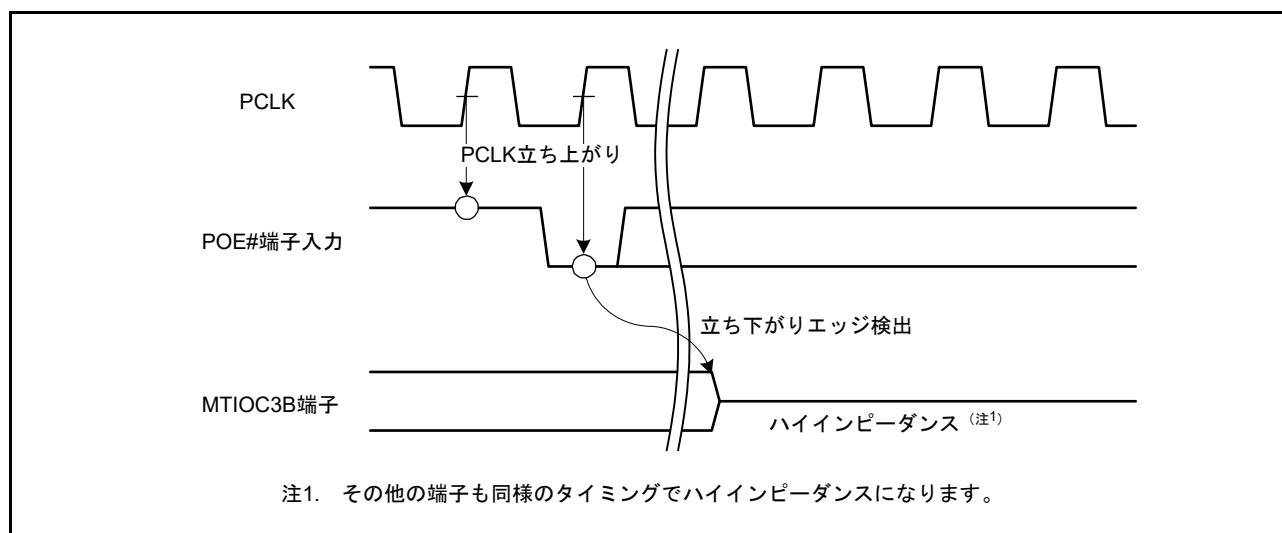 PCLK
PCLK立ち上がり
POE#端子入力
立ち下がりエッジ検出
MTIOC3B端子
ハイインピーダンス（注1）
注1. その他の端子も同様のタイミングでハイインピーダンスになります。